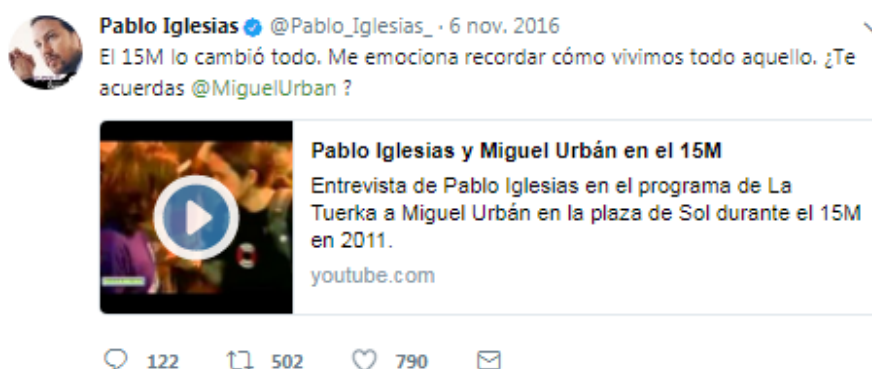 Pablo Iglesias @Pablo_Iglesias_ · 6 nov. 2016
El 15M lo cambió todo. Me emociona recordar cómo vivimos todo aquello. ¿Te
acuerdas @MiguelUrban ?
Pablo Iglesias y Miguel Urbán en el 15M
Entrevista de Pablo Iglesias en el programa de La
Tuerka a Miguel Urbán en la plaza de Sol durante el 15M
en 2011.
youtube.com
122 502 790